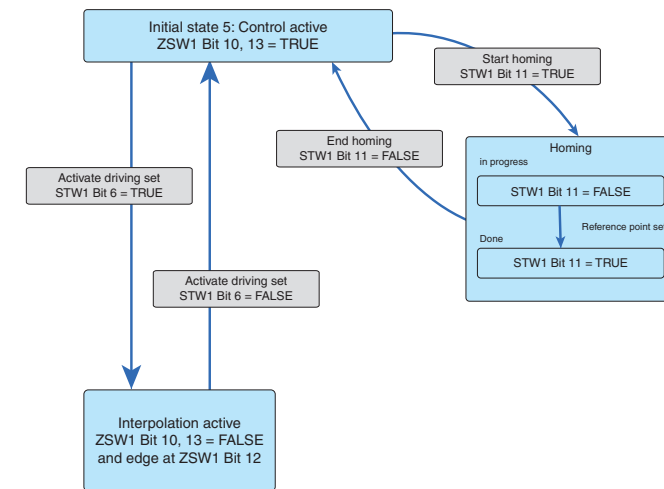 Initial state 5: Control active
ZSW1 Bit 10, 13 = TRUE
Start homing
STW1 Bit 11 = TRUE
End homing
STW1 Bit 11 = FALSE
Homing
in progress
STW1 Bit 11 = FALSE
Reference point set
Done
STW1 Bit 11 = TRUE
Activate driving set
STW1 Bit 6 = TRUE
Activate driving set
STW1 Bit 6 = FALSE
Interpolation active
ZSW1 Bit 10, 13 = FALSE
and edge at ZSW1 Bit 12